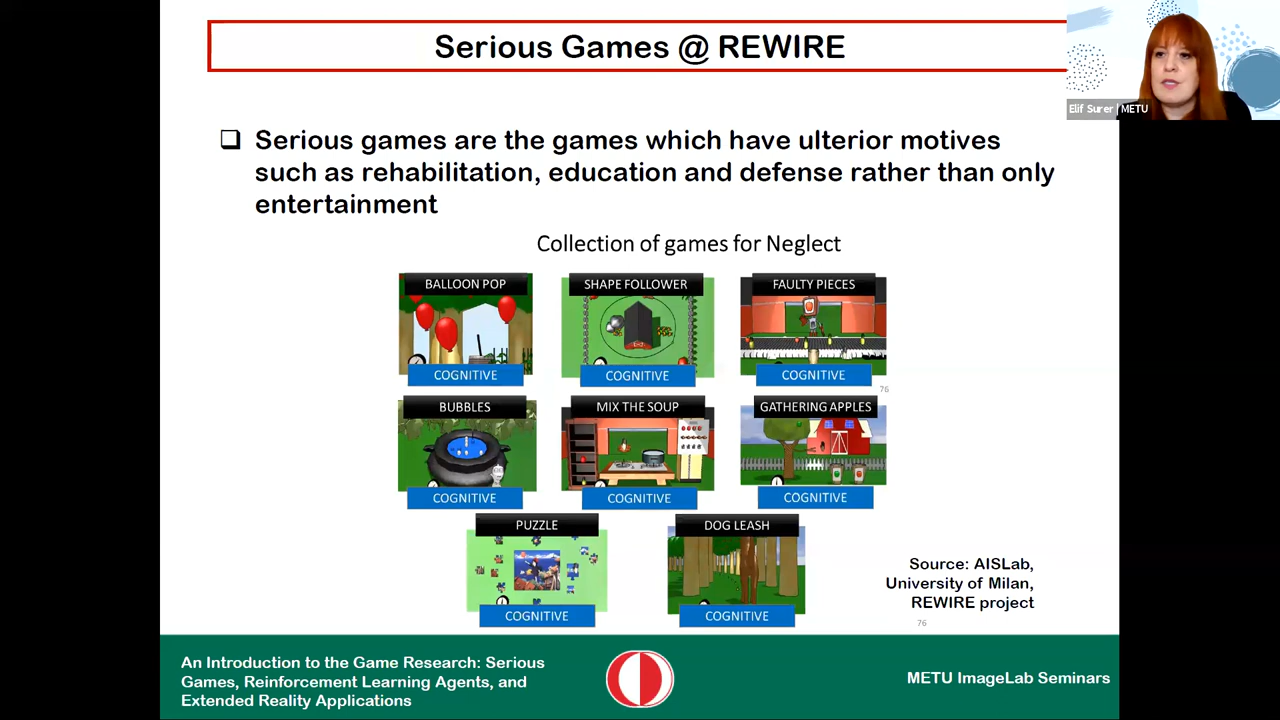 Serious Games @ REWIRE
Elif Surer | METU
❑ Serious games are the games which have ulterior motives
such as rehabilitation, education and defense rather than only
entertainment
Collection of games for Neglect
BALLOON POP
SHAPE FOLLOWER
FAULTY PIECES
COGNITIVE
COGNITIVE
COGNITIVE
76
BUBBLES
MIX THE SOUP
GATHERING APPLES
COGNITIVE
COGNITIVE
COGNITIVE
PUZZLE
DOG LEASH
COGNITIVE
COGNITIVE
Source: AISLab,
University of Milan,
REWIRE project
76
An Introduction to the Game Research: Serious
Games, Reinforcement Learning Agents, and
Extended Reality Applications
METU ImageLab Seminars